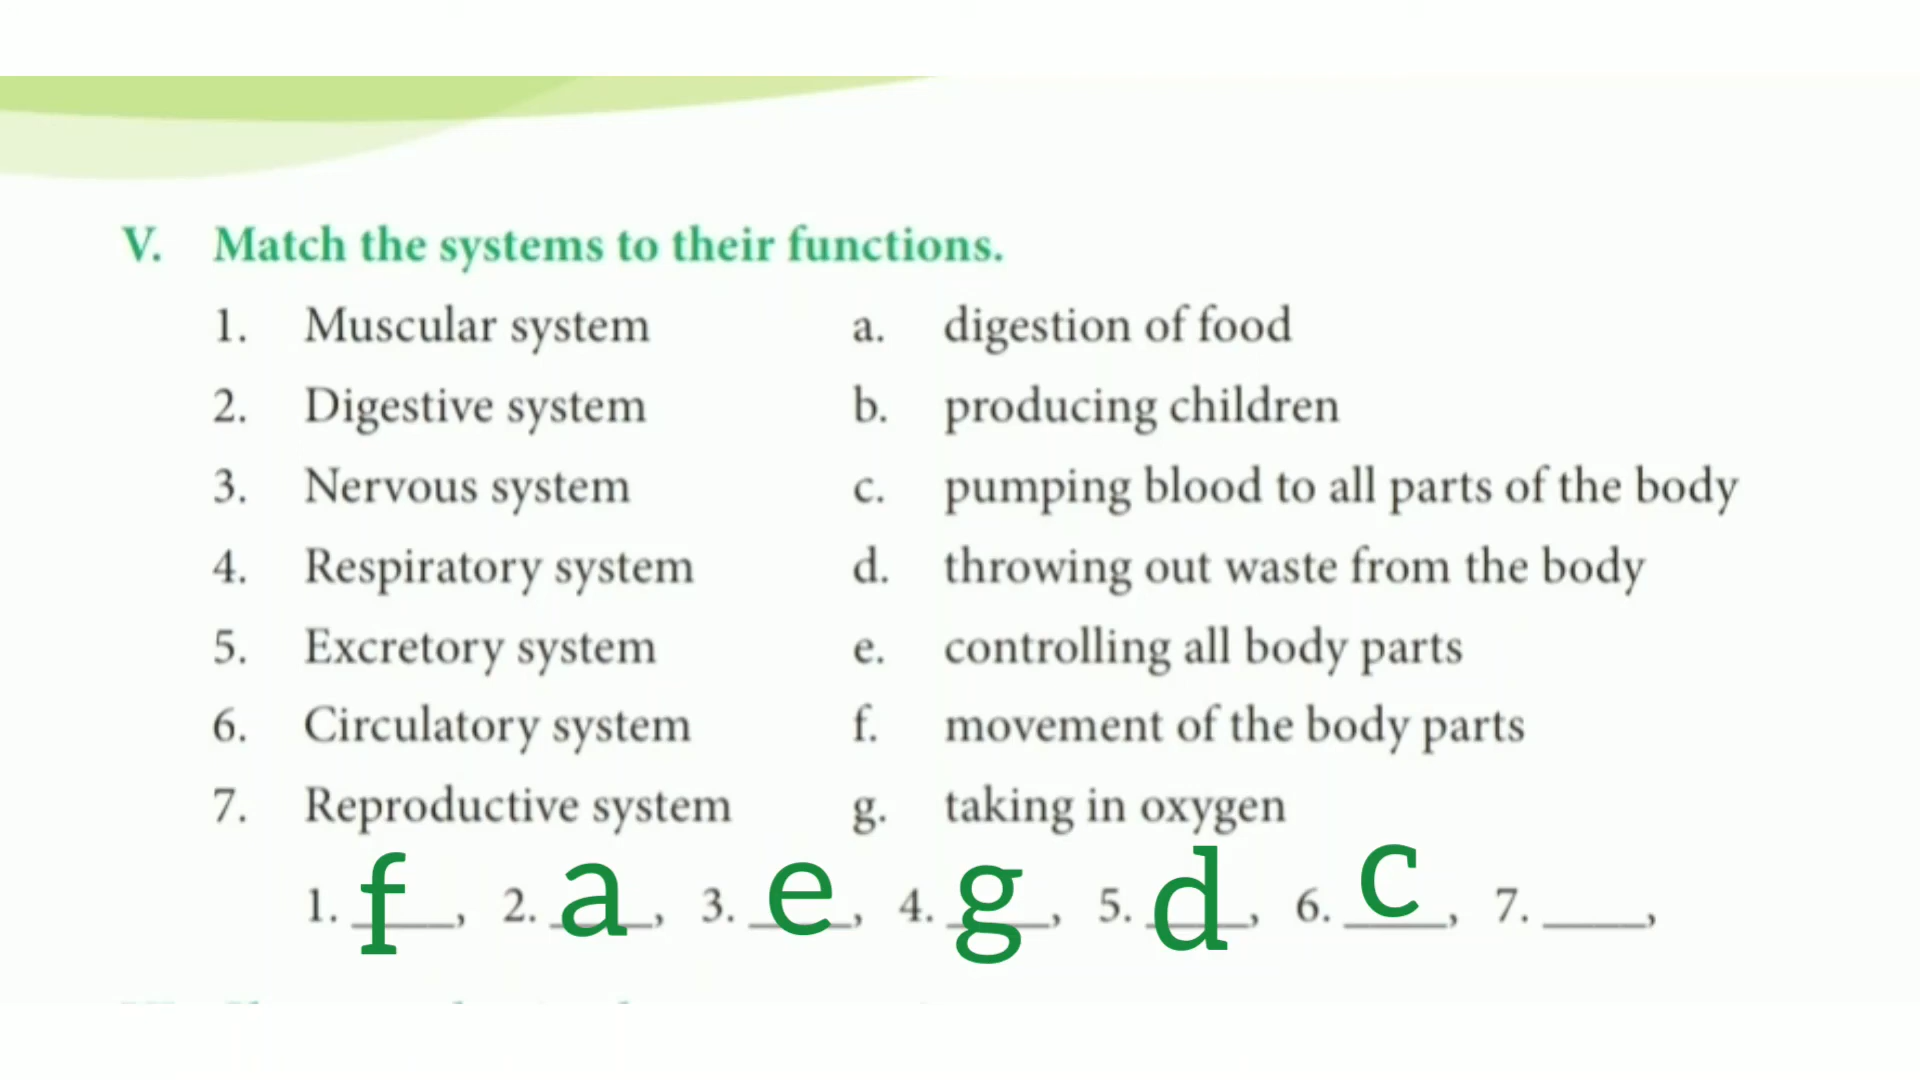 V. Match the systems to their functions.
1. Muscular system a. digestion of food
2. Digestive system b. producing children
3. Nervous system c. pumping blood to all parts of the body
4. Respiratory system d. throwing out waste from the body
5. Excretory system e. controlling all body parts
6. Circulatory system f. movement of the body parts
7. Reproductive system g. taking in oxygen
1. f, 2. a, 3. e, 4. g, 5. d, 6. c, 7. ____,